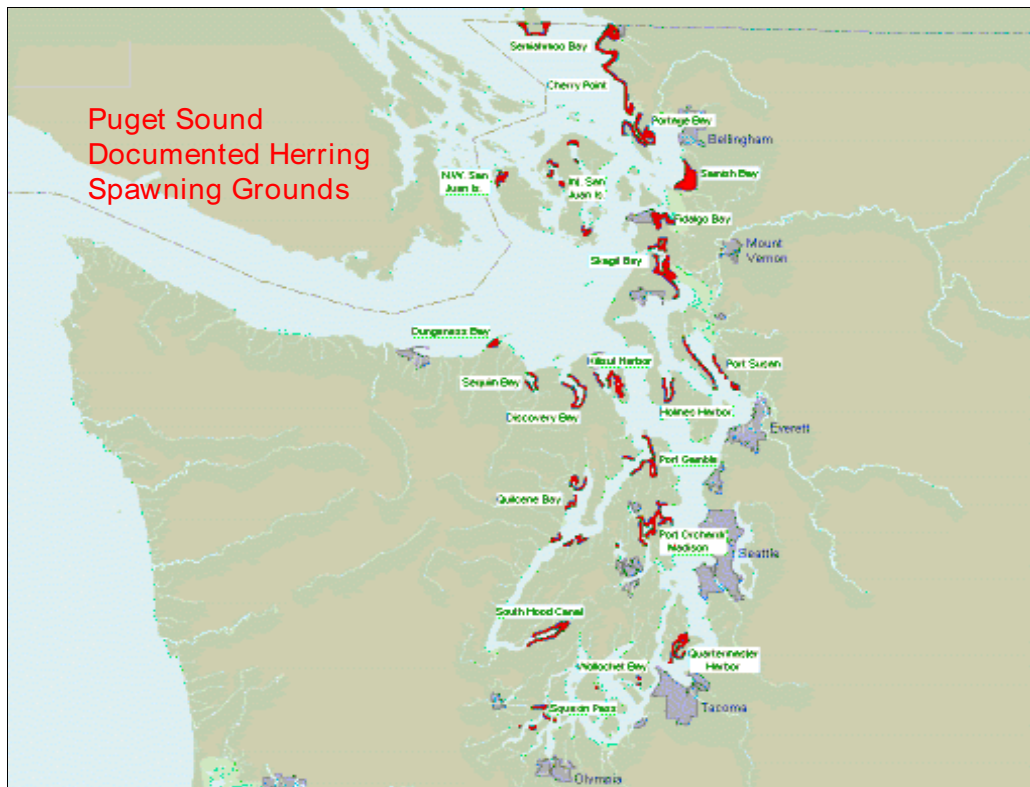 Puget Sound
Documented Herring
Spawning Grounds
Semiahmoo Bay
Cherry Point
Portage Bay
Bellingham
N.W. San
Juan Is.
Int. San
Juan Is.
Samish Bay
Fidalgo Bay
Mount
Vernon
Skagit Bay
Dungeness Bay
Kilisut Harbor
Port Susan
Sequim Bay
Discovery Bay
Holmes Harbor
Everett
Port Gamble
Quilcene Bay
Port Orchard/
Madison
Seattle
South Hood Canal
Quartermaster
Harbor
Wollochet Bay
Squaxin Pass
Tacoma
Olympia